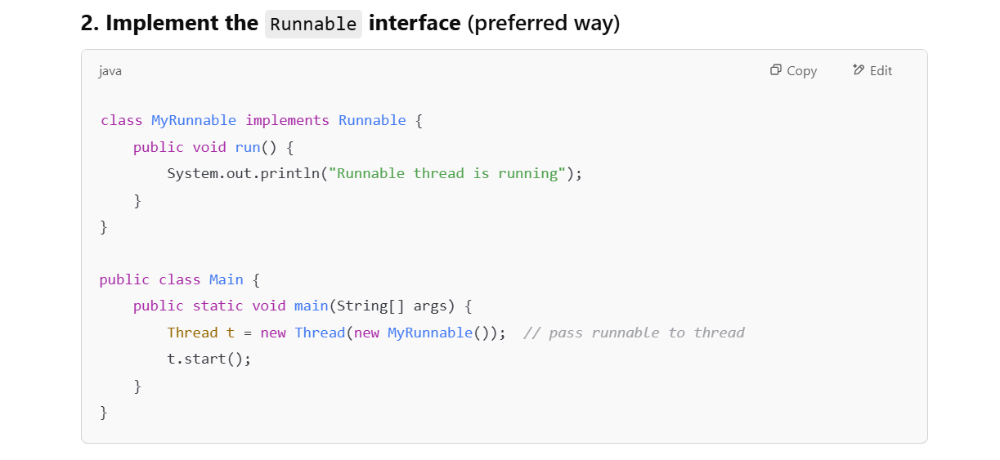 2. Implement the Runnable interface (preferred way)
java
Copy
Edit
class MyRunnable implements Runnable {
    public void run() {
        System.out.println("Runnable thread is running");
    }
}

public class Main {
    public static void main(String[] args) {
        Thread t = new Thread(new MyRunnable());  // pass runnable to thread
        t.start();
    }
}